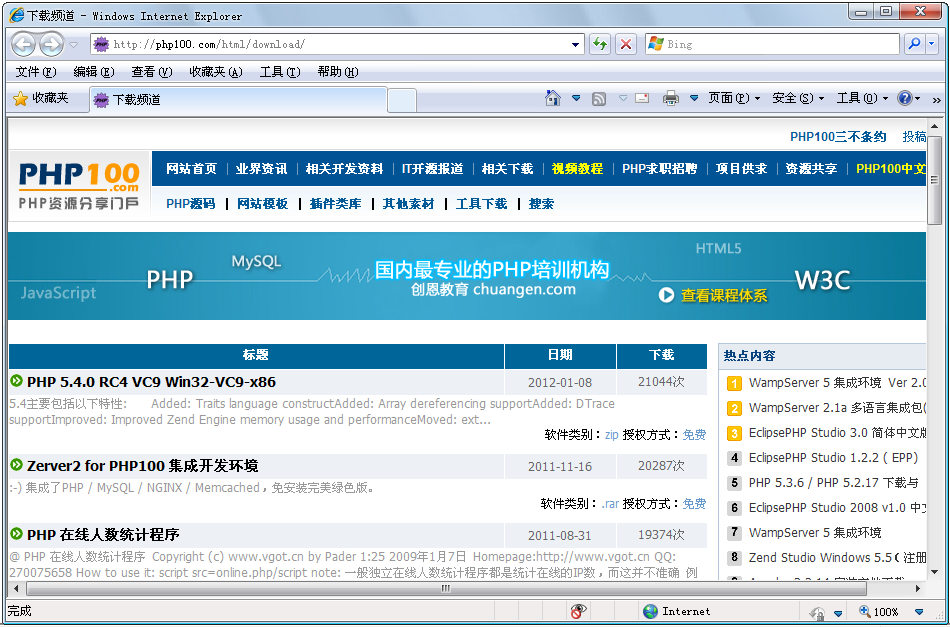 下载频道 - Windows Internet Explorer
http://php100.com/html/download/
Bing
文件(F) 编辑(E) 查看(V) 收藏夹(A) 工具(T) 帮助(H)
收藏夹 下载频道 页面(P) 安全(S) 工具(O) »
PHP100三不条约 投稿
PHP100.com
PHP资源分享门户
网站首页 业界资讯 相关开发资料 IT开源报道 相关下载 视频教程 PHP求职招聘 项目供求 资源共享 PHP100中文
PHP源码 网站模板 插件类库 其他素材 工具下载 搜索
JavaScript PHP MySQL HTML5 W3C
国内最专业的PHP培训机构
创恩教育 chuangen.com
查看课程体系
标题 日期 下载
PHP 5.4.0 RC4 VC9 Win32-VC9-x86 2012-01-08 21044次
5.4主要包括以下特性: Added: Traits language constructAdded: Array dereferencing supportAdded: DTrace
supportImproved: Improved Zend Engine memory usage and performanceMoved: ext...
软件类别：zip 授权方式：免费
Zerver2 for PHP100 集成开发环境 2011-11-16 20287次
:-) 集成了PHP / MySQL / NGINX / Memcached，免安装完美绿色版。
软件类别：.rar 授权方式：免费
PHP 在线人数统计程序 2011-08-31 19374次
@ PHP 在线人数统计程序 Copyright (c) www.vgot.cn by Pader 1:25 2009年1月7日 Homepage:http://www.vgot.cn QQ:
270075658 How to use it: script src=online.php/script note: 一般独立在线人数统计程序都是统计在线的IP数，而这并不准确 例
热点内容
1 WampServer 5 集成环境 Ver 2.0
2 WampServer 2.1a 多语言集成包(
3 EclipsePHP Studio 3.0 简体中文版
4 EclipsePHP Studio 1.2.2 ( EPP)
5 PHP 5.3.6 / PHP 5.2.17 下载与
6 EclipsePHP Studio 2008 v1.0 中文
7 WampServer 5 集成环境
8 Zend Studio Windows 5.5( 注册
完成 Internet 100%